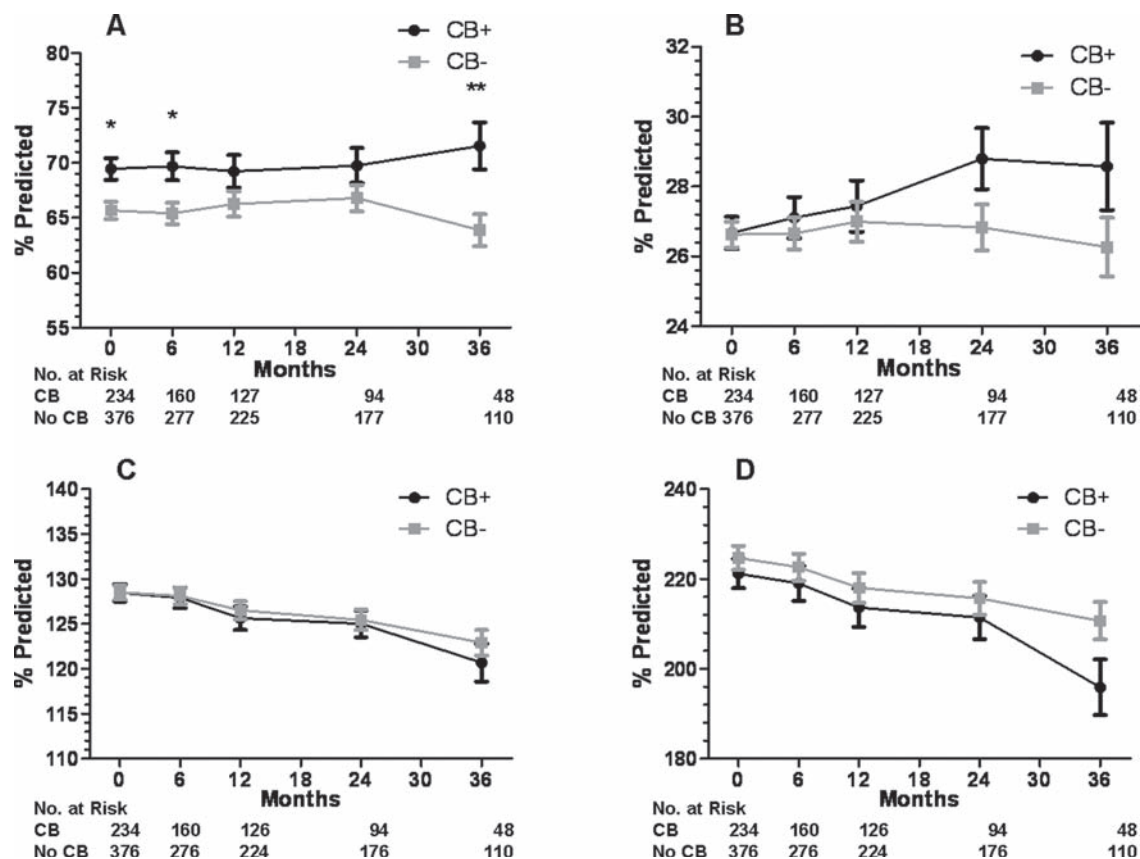 A
CB+
CB-
80
75
70
65
60
55
% Predicted
*
*
**
0 6 12 18 24 30 36
Months
No. at Risk
CB 234 160 127 94 48
No CB 376 277 225 177 110
B
CB+
CB-
32
30
28
26
24
% Predicted
0 6 12 18 24 30 36
Months
No. at Risk
CB 234 160 127 94 48
No CB 376 277 225 177 110
C
CB+
CB-
140
135
130
125
120
115
110
% Predicted
0 6 12 18 24 30 36
Months
No. at Risk
CB 234 160 126 94 48
No CB 376 276 224 176 110
D
CB+
CB-
240
220
200
180
% Predicted
0 6 12 18 24 30 36
Months
No. at Risk
CB 234 160 126 94 48
No CB 376 276 224 176 110